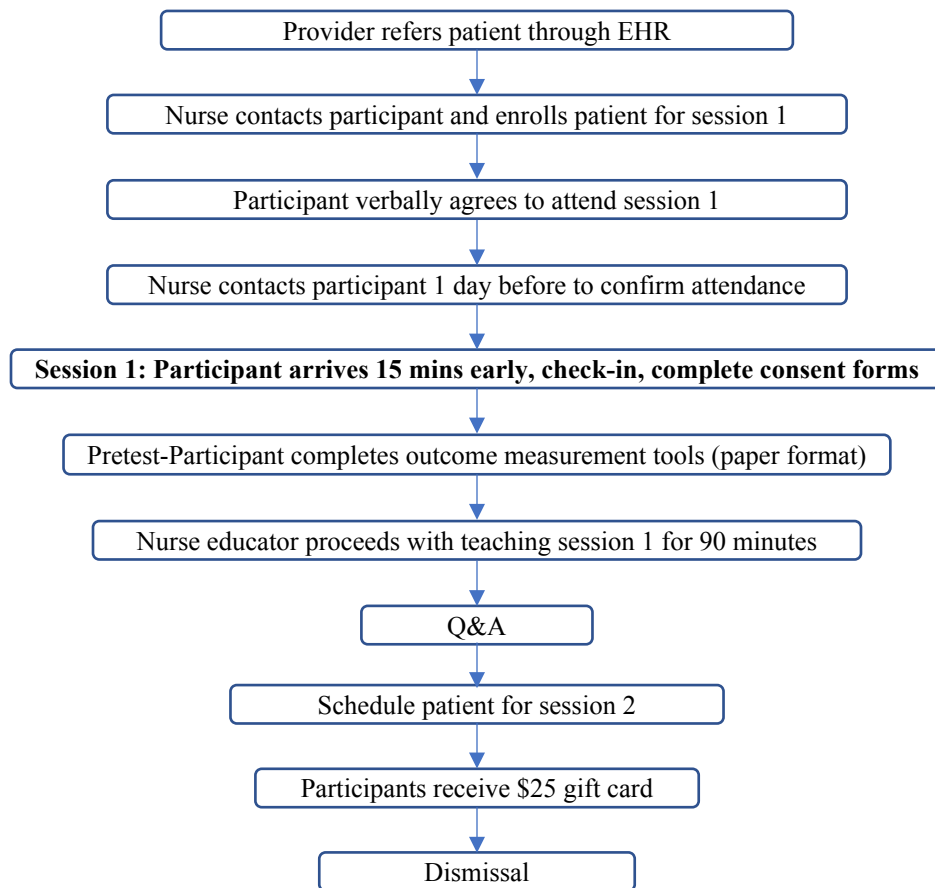 Provider refers patient through EHR
Nurse contacts participant and enrolls patient for session 1
Participant verbally agrees to attend session 1
Nurse contacts participant 1 day before to confirm attendance
Session 1: Participant arrives 15 mins early, check-in, complete consent forms
Pretest-Participant completes outcome measurement tools (paper format)
Nurse educator proceeds with teaching session 1 for 90 minutes
Q&A
Schedule patient for session 2
Participants receive $25 gift card
Dismissal